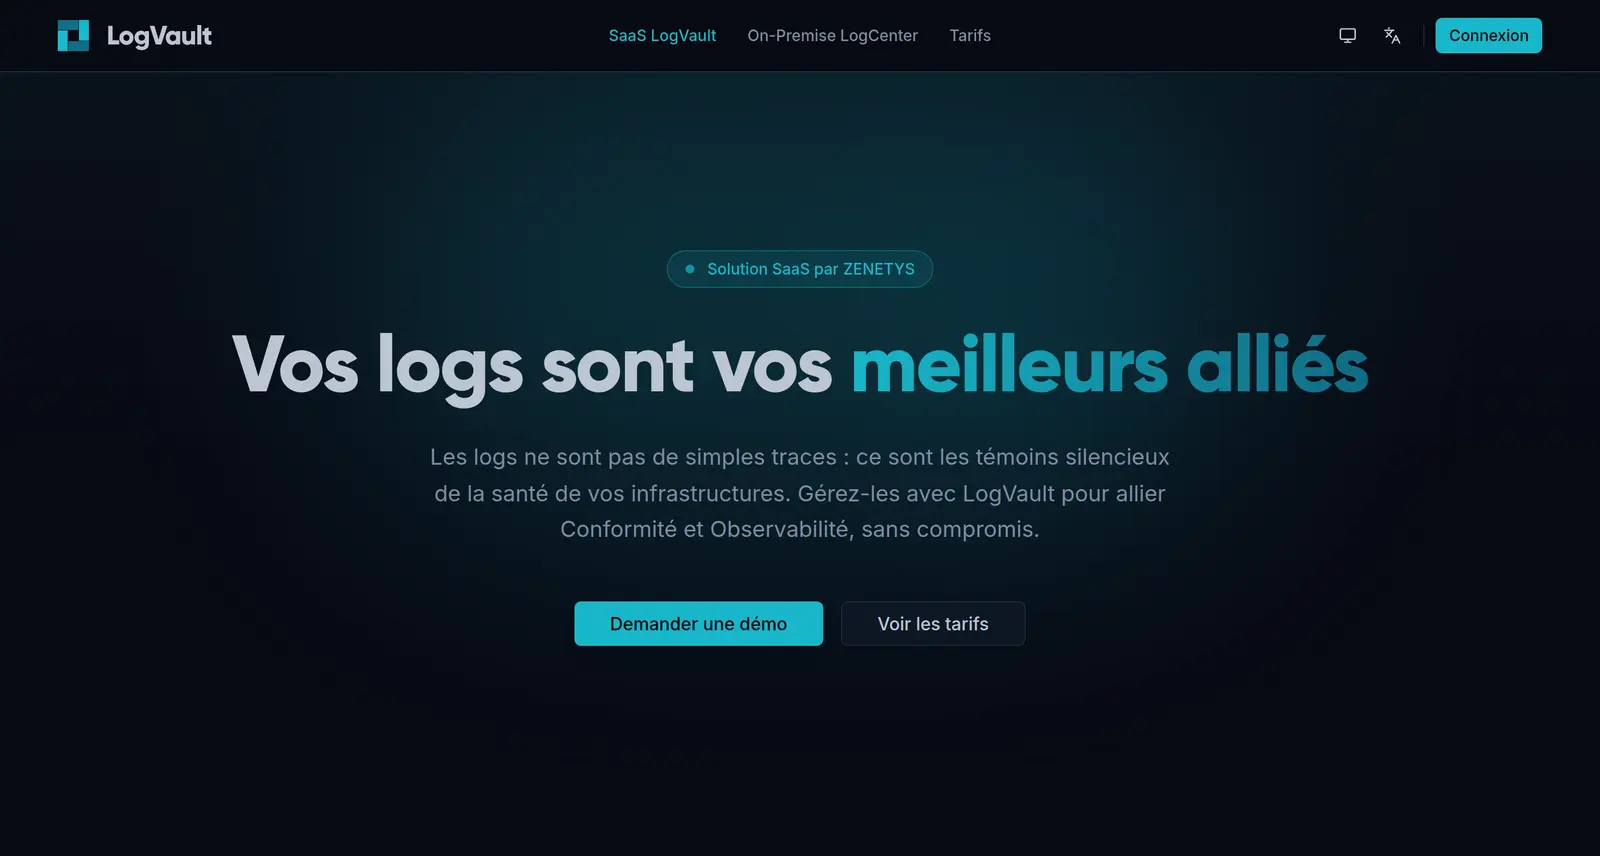 LogVault
SaaS LogVault
On-Premise LogCenter
Tarifs
Connexion
Solution SaaS par ZENETYS
Vos logs sont vos meilleurs alliés
Les logs ne sont pas de simples traces : ce sont les témoins silencieux
de la santé de vos infrastructures. Gérez-les avec LogVault pour allier
Conformité et Observabilité, sans compromis.
Demander une démo
Voir les tarifs